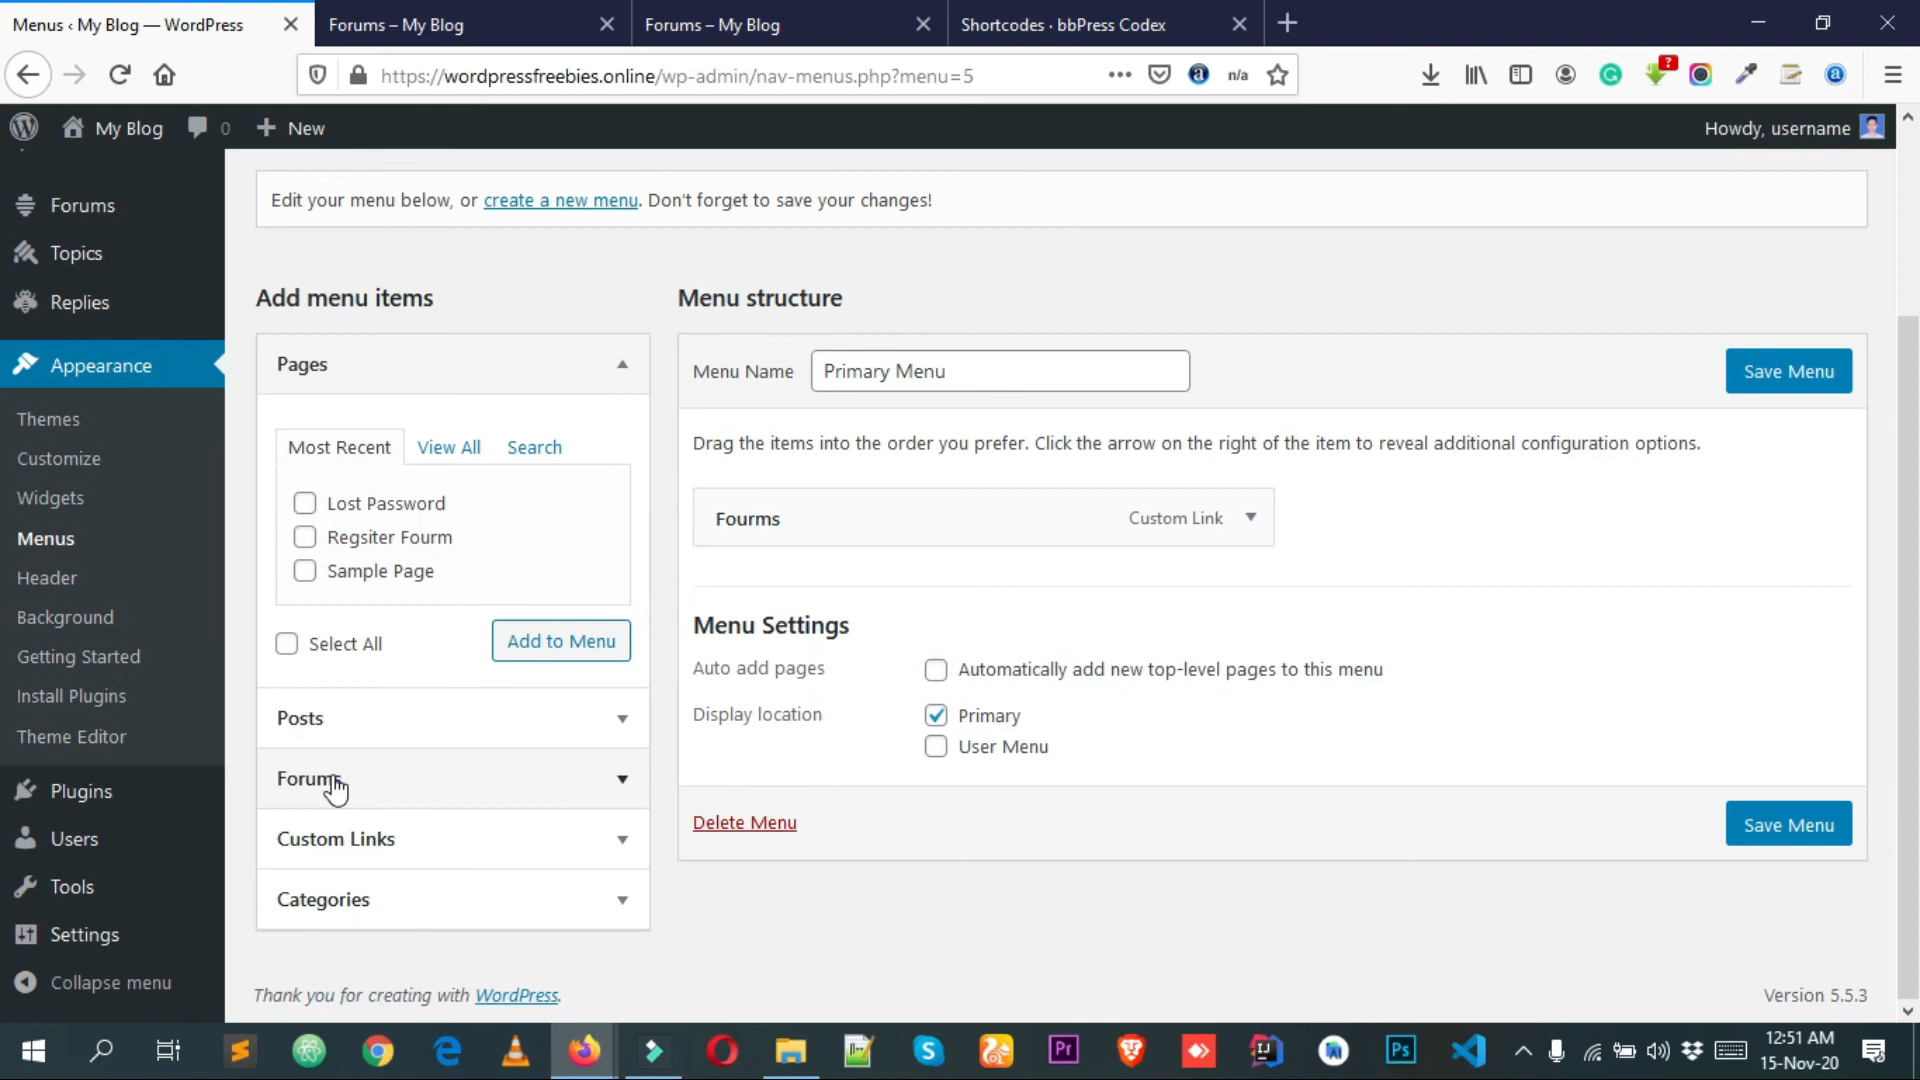 Menus ‹ My Blog — WordPress
Forums – My Blog
Forums – My Blog
Shortcodes · bbPress Codex
https://wordpressfreebies.online/wp-admin/nav-menus.php?menu=5
n/a
My Blog
0
New
Howdy, username
Forums
Topics
Replies
Appearance
Themes
Customize
Widgets
Menus
Header
Background
Getting Started
Install Plugins
Theme Editor
Plugins
Users
Tools
Settings
Collapse menu
Edit your menu below, or create a new menu. Don't forget to save your changes!
Add menu items
Pages
Most Recent
View All
Search
Lost Password
Regsiter Fourm
Sample Page
Select All
Add to Menu
Posts
Forums
Custom Links
Categories
Menu structure
Menu Name
Primary Menu
Save Menu
Drag the items into the order you prefer. Click the arrow on the right of the item to reveal additional configuration options.
Fourms
Custom Link
Menu Settings
Auto add pages
Automatically add new top-level pages to this menu
Display location
Primary
User Menu
Delete Menu
Save Menu
Thank you for creating with WordPress.
Version 5.5.3
Pr
Ps
12:51 AM
15-Nov-20